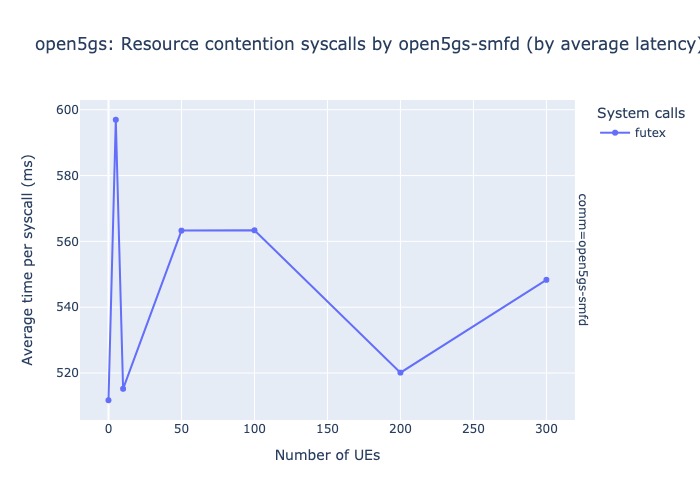 open5gs: Resource contention syscalls by open5gs-smfd (by average latency)
System calls
futex
600
580
560
540
520
Average time per syscall (ms)
comm=open5gs-smfd
0 50 100 150 200 250 300
Number of UEs